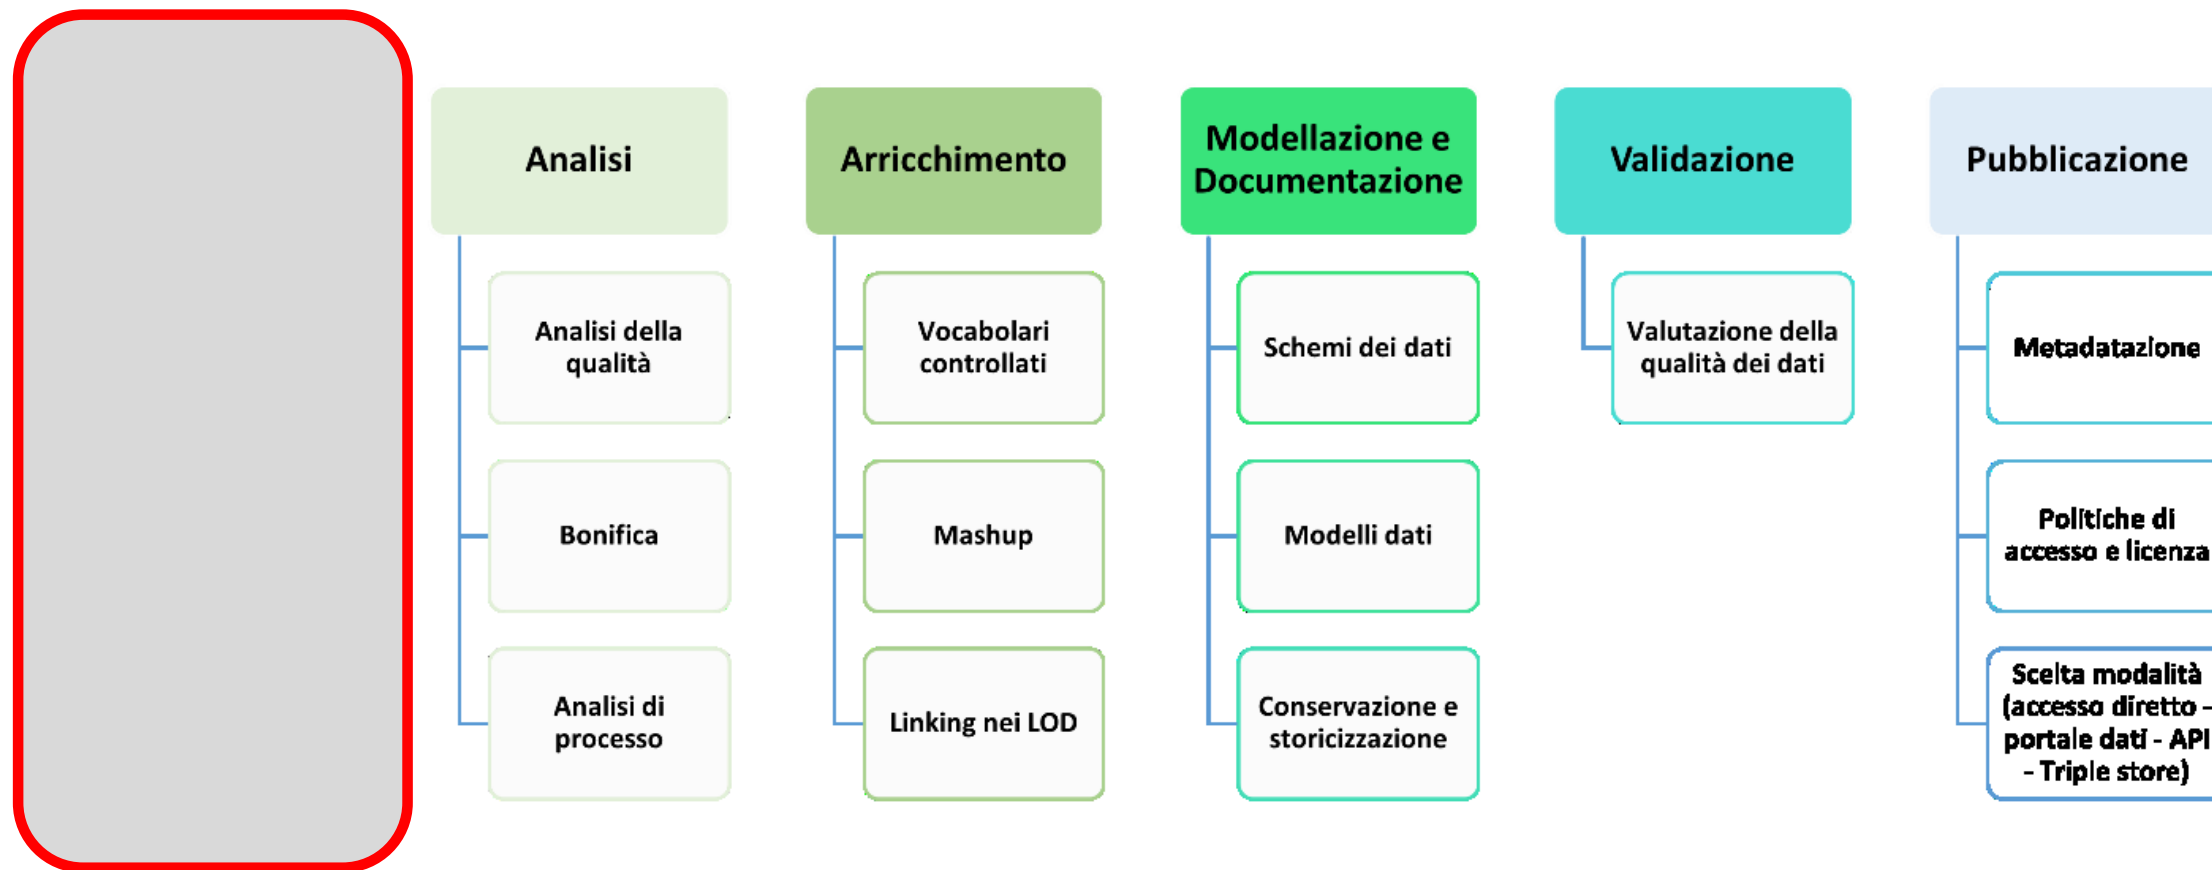 Analisi
Analisi della
qualità
Bonifica
Analisi di
processo
Arricchimento
Vocabolari
controllati
Mashup
Linking nei LOD
Modellazione e
Documentazione
Schemi dei dati
Modelli dati
Conservazione e
storicizzazione
Validazione
Valutazione della
qualità dei dati
Pubblicazione
Metadatazione
Politiche di
accesso e licenza
Scelta modalità
(accesso diretto –
portale dati - API
- Triple store)